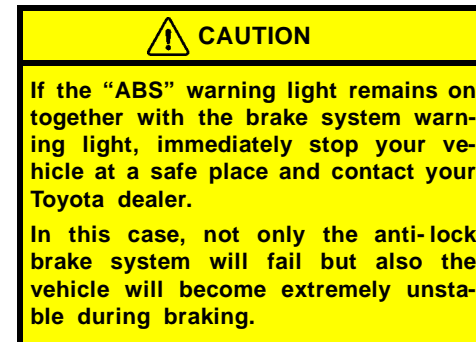 CAUTION
If the “ABS” warning light remains on
together with the brake system warn-
ing light, immediately stop your ve-
hicle at a safe place and contact your
Toyota dealer.
In this case, not only the anti-lock
brake system will fail but also the
vehicle will become extremely unsta-
ble during braking.